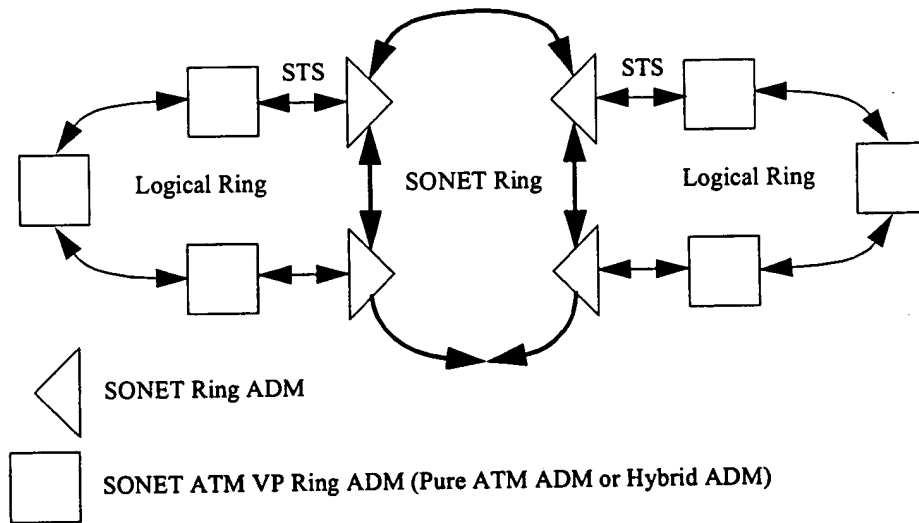 STS
STS
Logical Ring
SONET Ring
Logical Ring
SONET Ring ADM
SONET ATM VP Ring ADM (Pure ATM ADM or Hybrid ADM)